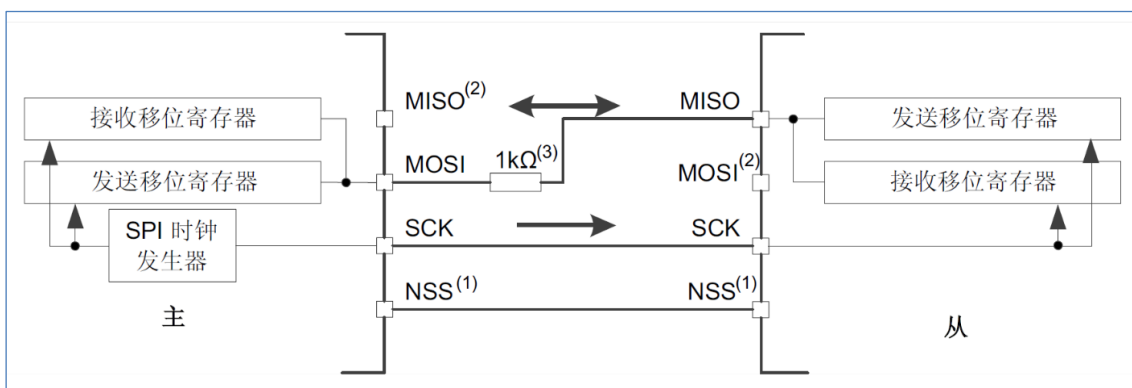 接收移位寄存器
发送移位寄存器
SPI 时钟
发生器
主
MISO(2)
MOSI
1kΩ(3)
SCK
NSS(1)
MISO
MOSI(2)
SCK
NSS(1)
发送移位寄存器
接收移位寄存器
从